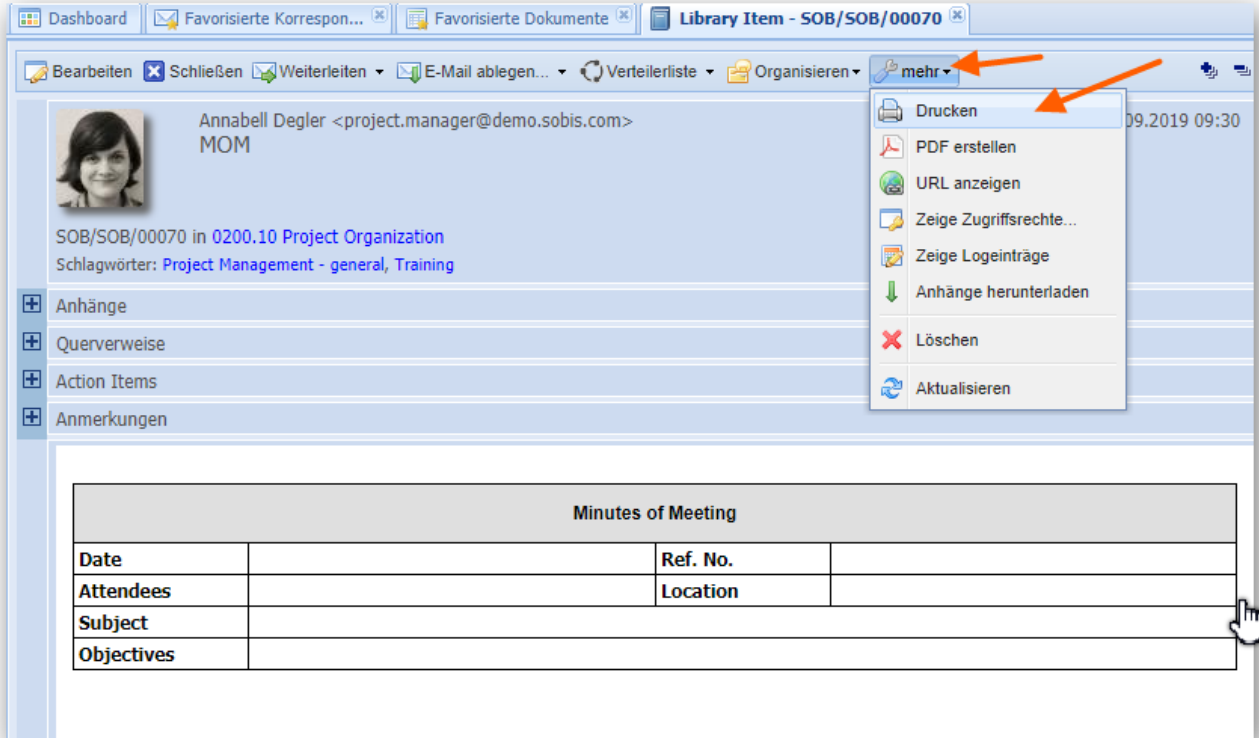 Dashboard Favorisierte Korrespon... Favorisierte Dokumente Library Item - SOB/SOB/00070
Bearbeiten Schließen Weiterleiten E-Mail ablegen... Verteilerliste Organisieren mehr
Annabell Degler <project.manager@demo.sobis.com> 09.2019 09:30
MOM
SOB/SOB/00070 in 0200.10 Project Organization
Schlagwörter: Project Management - general, Training
Drucken
PDF erstellen
URL anzeigen
Zeige Zugriffsrechte...
Zeige Logeinträge
Anhänge herunterladen
Löschen
Aktualisieren
Anhänge
Querverweise
Action Items
Anmerkungen
Minutes of Meeting
Date Ref. No.
Attendees Location
Subject
Objectives